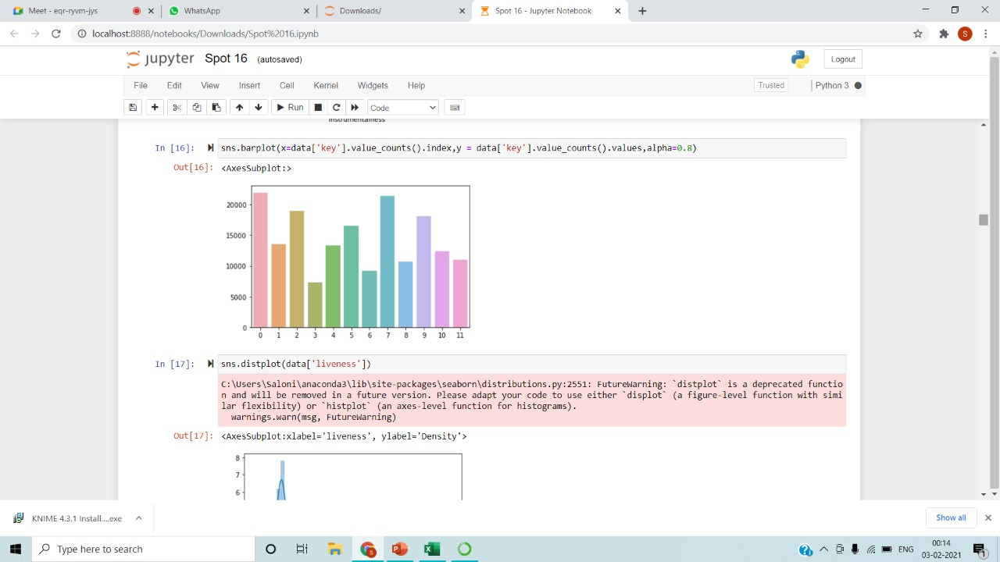 Meet - eqr-ryvm-jys
WhatsApp
Downloads/
Spot 16 - Jupyter Notebook
localhost:8888/notebooks/Downloads/Spot%2016.ipynb
S
jupyter Spot 16 (autosaved)
Logout
File Edit View Insert Cell Kernel Widgets Help
Trusted
Python 3
Run
Code
instrumentalness
In [16]: sns.barplot(x=data['key'].value_counts().index,y = data['key'].value_counts().values,alpha=0.8)
Out[16]: <AxesSubplot:>
20000
15000
10000
5000
0
0 1 2 3 4 5 6 7 8 9 10 11
In [17]: sns.distplot(data['liveness'])
C:\Users\Saloni\anaconda3\lib\site-packages\seaborn\distributions.py:2551: FutureWarning: `distplot` is a deprecated functio
n and will be removed in a future version. Please adapt your code to use either `displot` (a figure-level function with simi
lar flexibility) or `histplot` (an axes-level function for histograms).
warnings.warn(msg, FutureWarning)
Out[17]: <AxesSubplot:xlabel='liveness', ylabel='Density'>
8
7
6
KNIME 4.3.1 Install....exe
Show all
Type here to search
ENG
00:14
03-02-2021
1